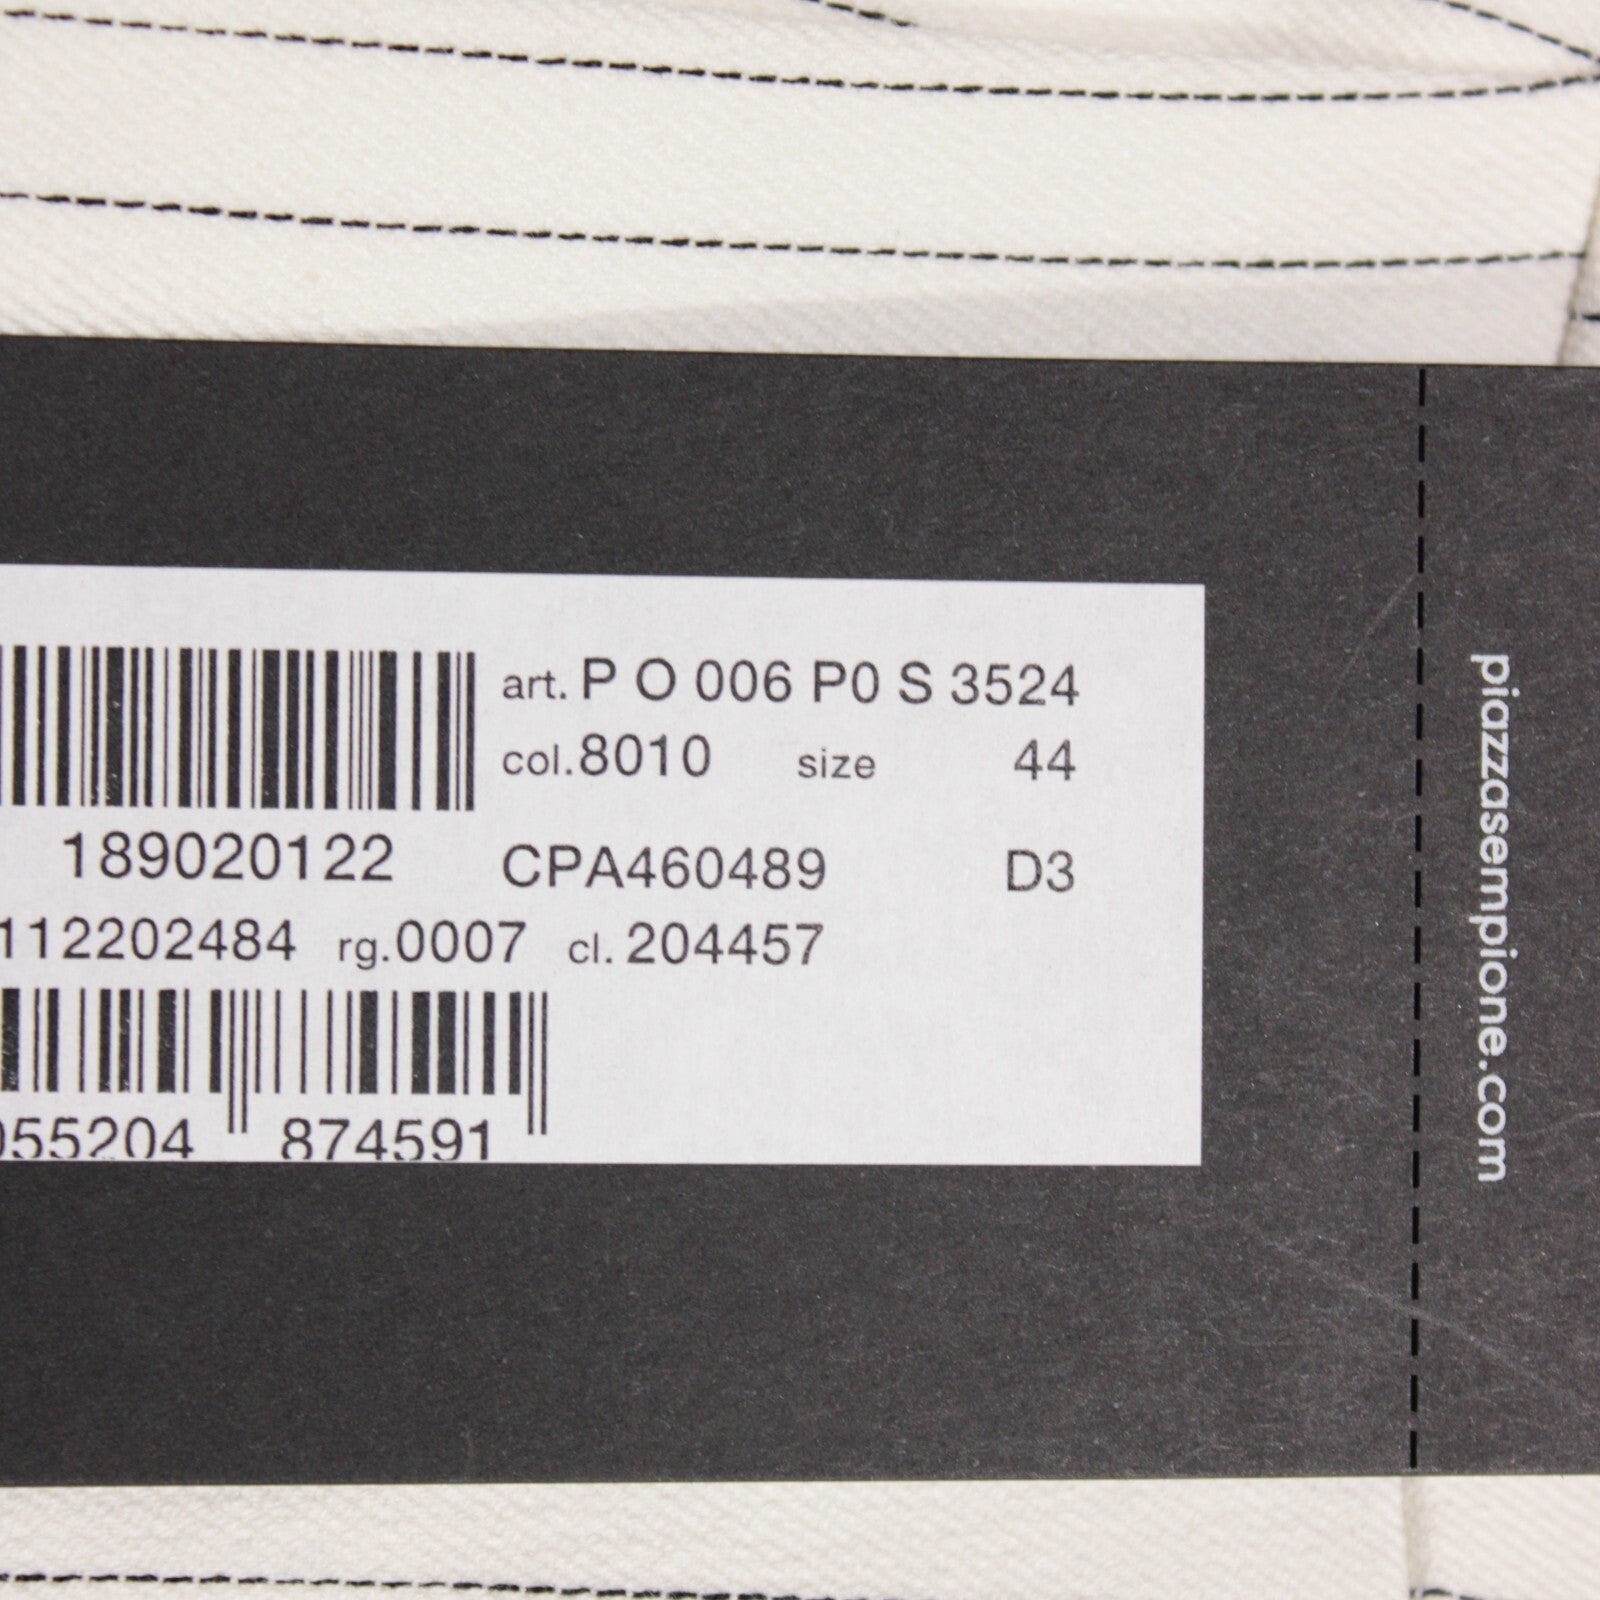 art. P O 006 P0 S 3524
col.8010 size 44
189020122 CPA460489 D3
112202484 rg.0007 cl. 204457
055204 874591
piazzasempione.com